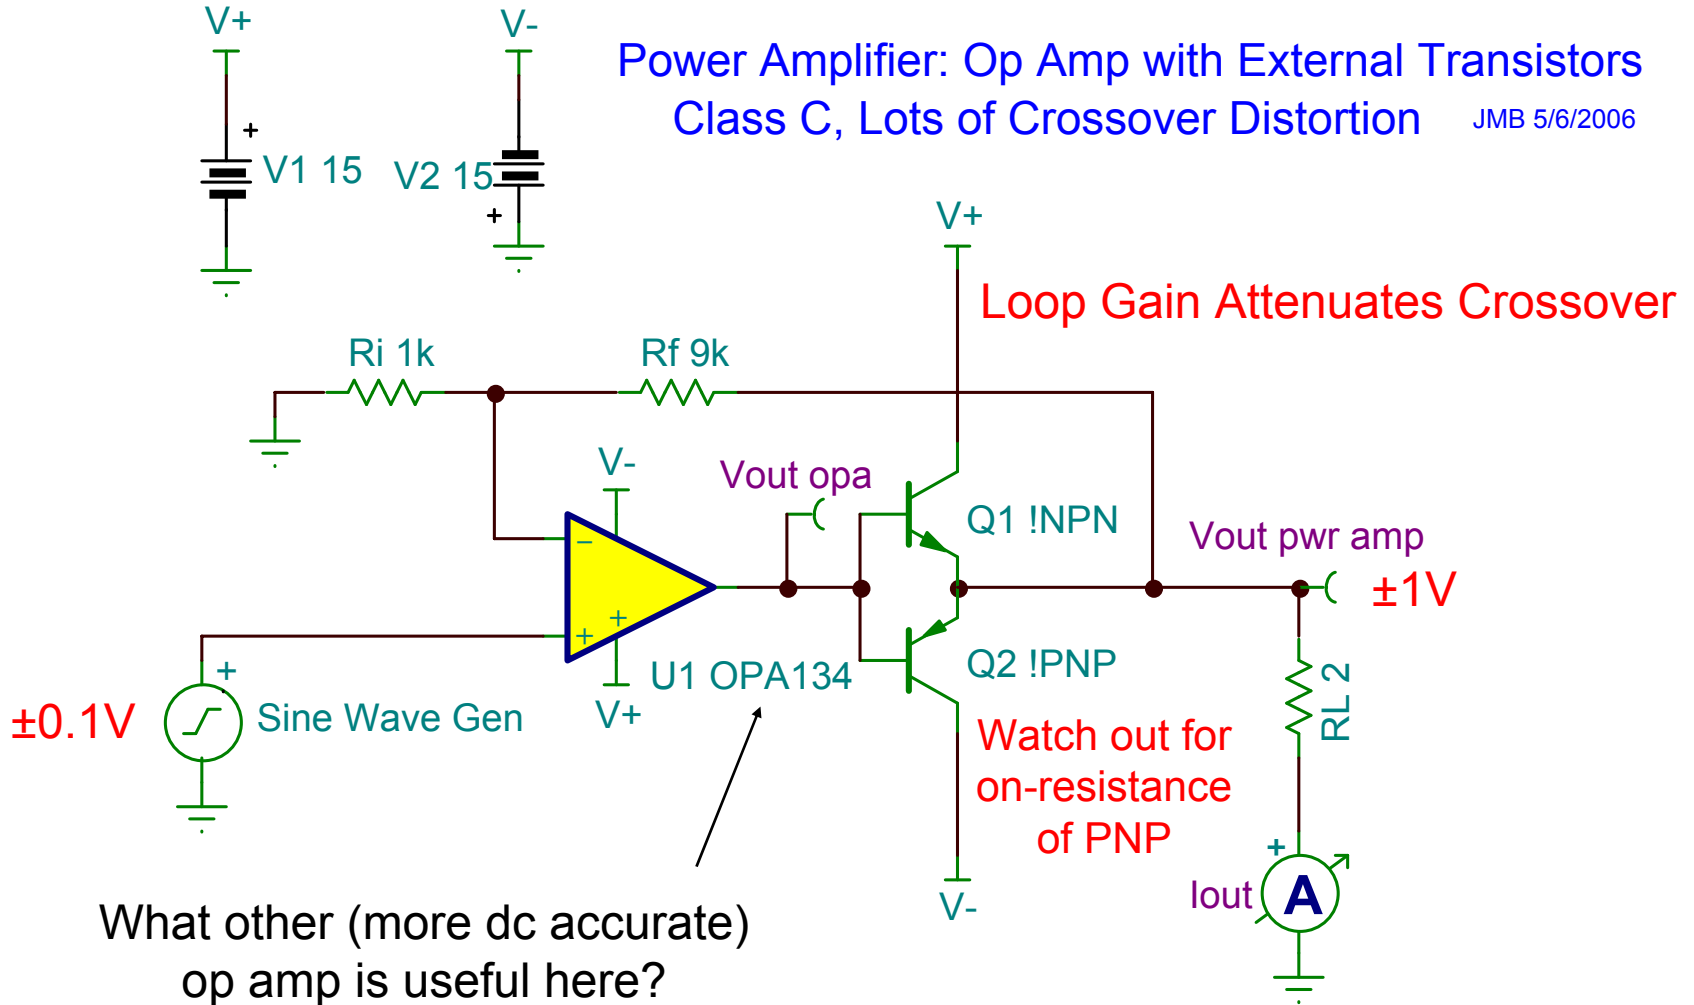 V+
V-
Power Amplifier: Op Amp with External Transistors
Class C, Lots of Crossover Distortion
JMB 5/6/2006
+
V1 15
V2 15
+
V+
Loop Gain Attenuates Crossover
Ri 1k
Rf 9k
V-
Vout opa
Q1 !NPN
Vout pwr amp
±1V
−
+
+
U1 OPA134
V+
Q2 !PNP
RL 2
+
±0.1V
Sine Wave Gen
Watch out for
on-resistance
of PNP
+
Iout
A
V-
What other (more dc accurate)
op amp is useful here?